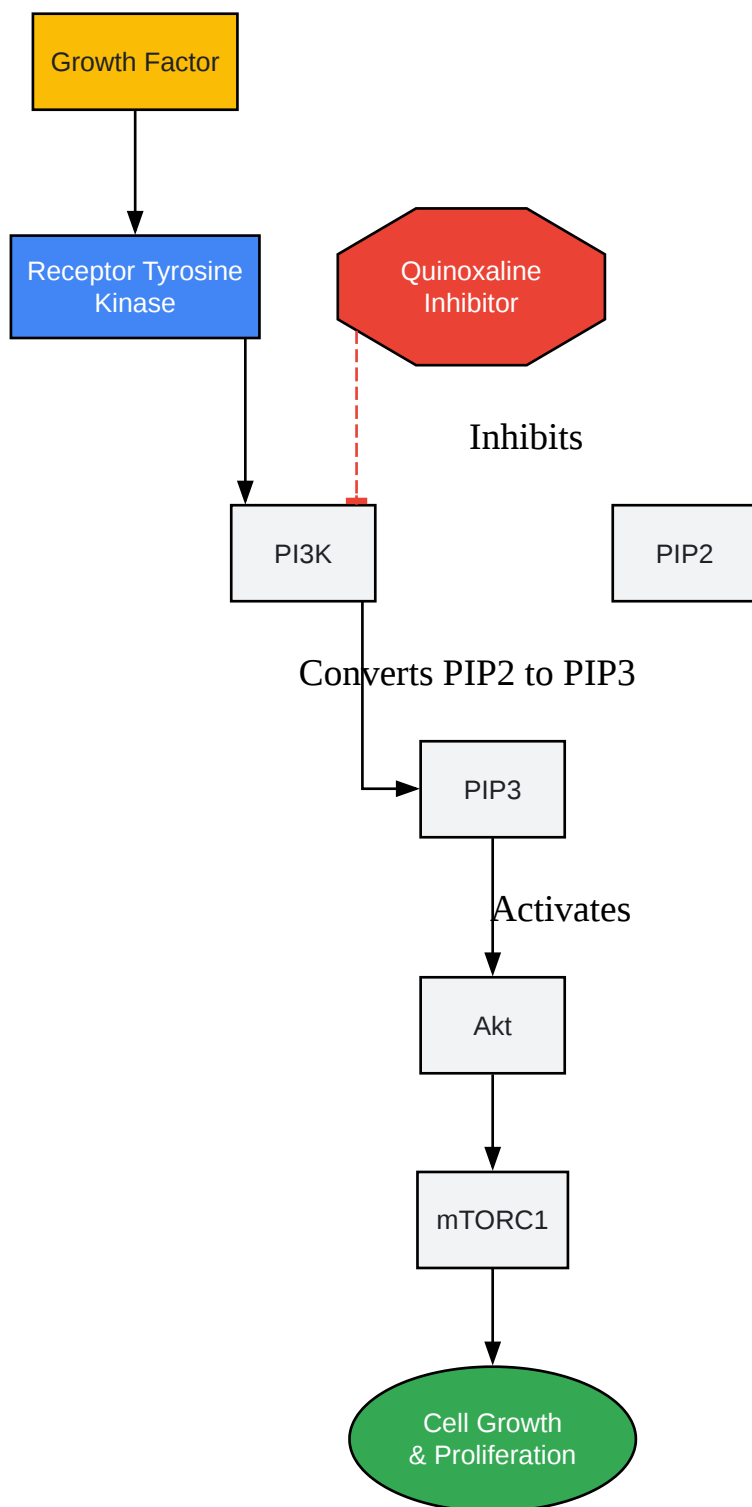 Growth Factor
Receptor Tyrosine
Kinase
Quinoxaline
Inhibitor
Inhibits
PI3K
PIP2
Converts PIP2 to PIP3
PIP3
Activates
Akt
mTORC1
Cell Growth
& Proliferation